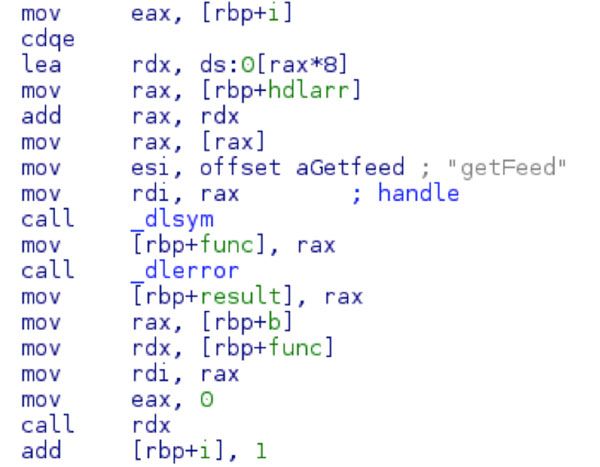 mov eax, [rbp+i]
cdqe
lea rdx, ds:0[rax*8]
mov rax, [rbp+hdlarr]
add rax, rdx
mov rax, [rax]
mov esi, offset aGetfeed ; "getFeed"
mov rdi, rax ; handle
call _dlsym
mov [rbp+func], rax
call _dlerror
mov [rbp+result], rax
mov rax, [rbp+b]
mov rdx, [rbp+func]
mov rdi, rax
mov eax, 0
call rdx
add [rbp+i], 1